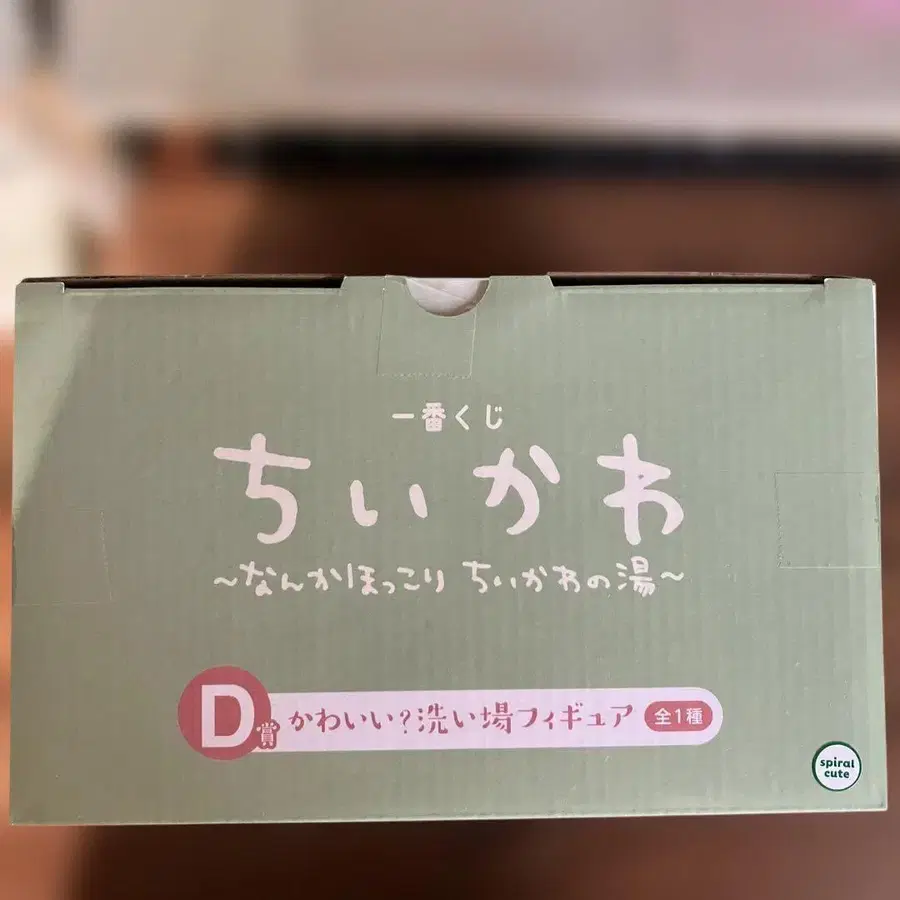 一番くじ
ちいかわ
~なんかほっこり ちいかわの湯~
D賞 かわいい?洗い場フィギュア 全1種
spiral
cute